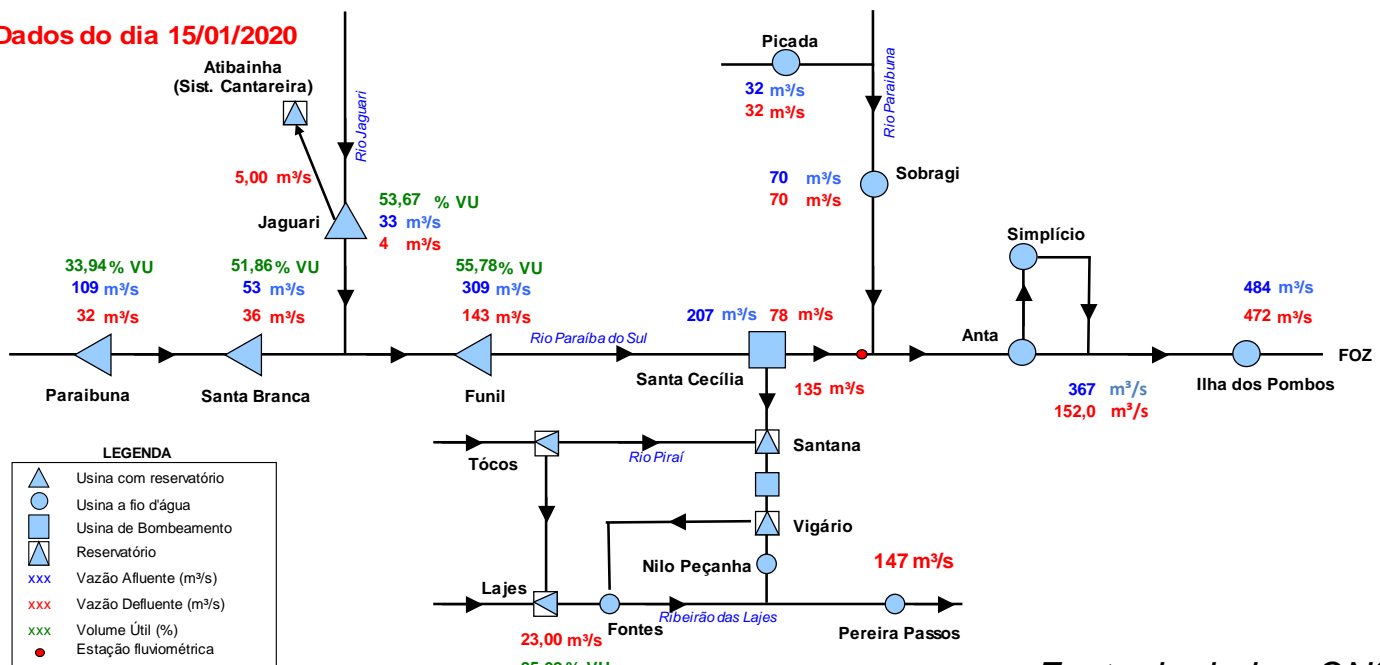 Dados do dia 15/01/2020
Atibainha
(Sist. Cantareira)
Rio Jaguari
5,00 m³/s
Jaguari
53,67 % VU
33 m³/s
4 m³/s
Picada
32 m³/s
32 m³/s
Rio Paraibuna
70 m³/s
70 m³/s
Sobragi
33,94 % VU
109 m³/s
32 m³/s
Paraibuna
51,86 % VU
53 m³/s
36 m³/s
Santa Branca
55,78 % VU
309 m³/s
143 m³/s
Funil
Rio Paraíba do Sul
207 m³/s 78 m³/s
Santa Cecília
135 m³/s
Simplício
Anta
367 m³/s
152,0 m³/s
484 m³/s
472 m³/s
Ilha dos Pombos
FOZ
Tócos
Rio Piraí
Santana
Vigário
Nilo Peçanha
147 m³/s
Lajes
Fontes
Ribeirão das Lajes
Pereira Passos
23,00 m³/s
LEGENDA
Usina com reservatório
Usina a fio d'água
Usina de Bombeamento
Reservatório
xxx Vazão Afluente (m³/s)
xxx Vazão Defluente (m³/s)
xxx Volume Útil (%)
Estação fluviométrica